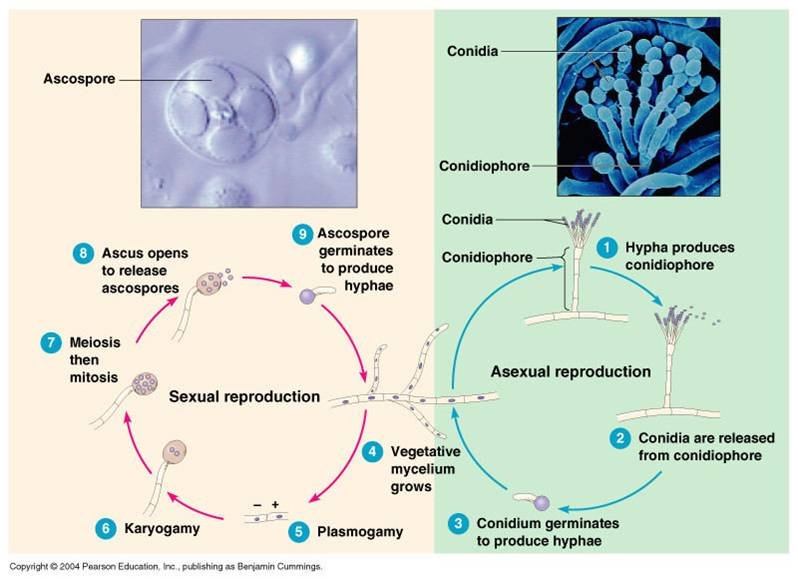 Ascospore
Conidia
Conidiophore
Conidia
Conidiophore
1 Hypha produces
conidiophore
9 Ascospore
germinates
to produce
hyphae
8 Ascus opens
to release
ascospores
7 Meiosis
then
mitosis
Sexual reproduction
Asexual reproduction
2 Conidia are released
from conidiophore
4 Vegetative
mycelium
grows
3 Conidium germinates
to produce hyphae
6 Karyogamy
– +
5 Plasmogamy
Copyright © 2004 Pearson Education, Inc., publishing as Benjamin Cummings.